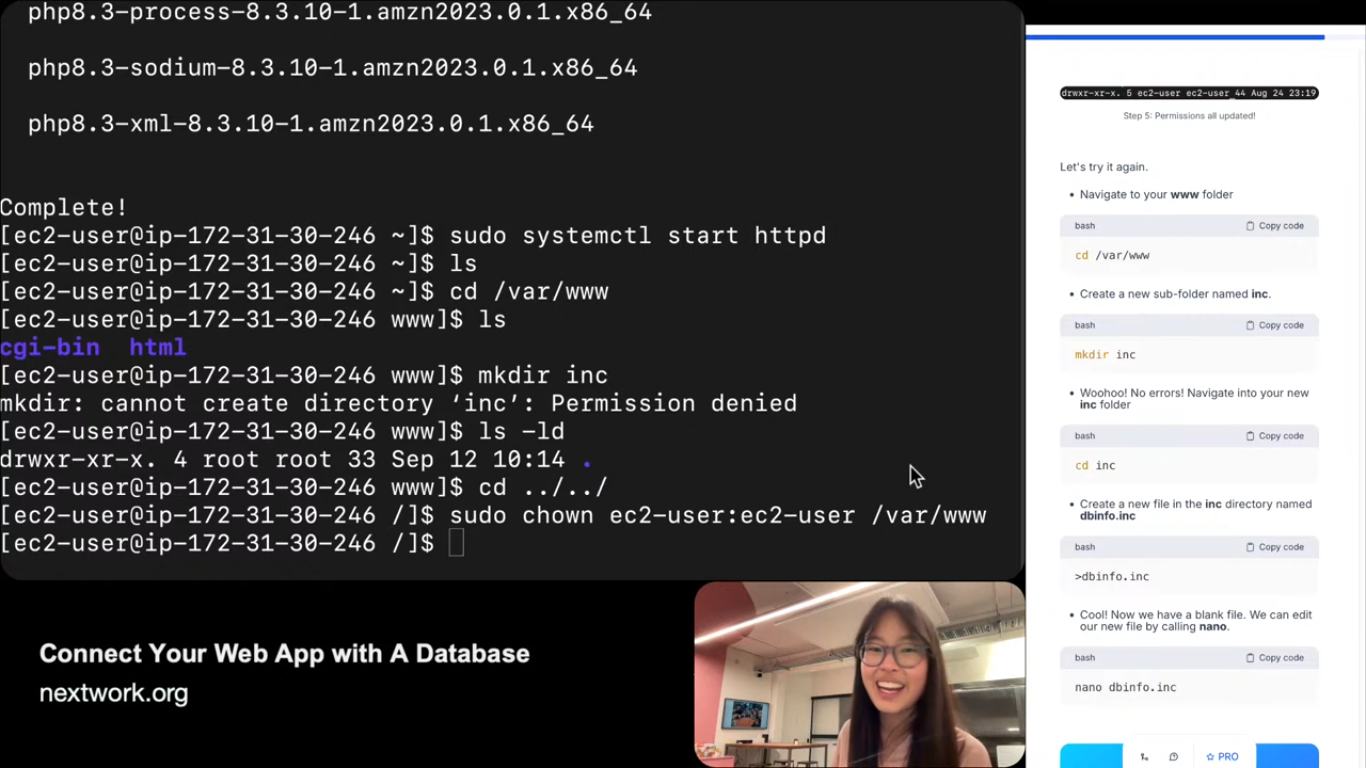 php8.3-process-8.3.10-1.amzn2023.0.1.x86_64
php8.3-sodium-8.3.10-1.amzn2023.0.1.x86_64
php8.3-xml-8.3.10-1.amzn2023.0.1.x86_64
Complete!
[ec2-user@ip-172-31-30-246 ~]$ sudo systemctl start httpd
[ec2-user@ip-172-31-30-246 ~]$ ls
[ec2-user@ip-172-31-30-246 ~]$ cd /var/www
[ec2-user@ip-172-31-30-246 www]$ ls
cgi-bin  html
[ec2-user@ip-172-31-30-246 www]$ mkdir inc
mkdir: cannot create directory ‘inc’: Permission denied
[ec2-user@ip-172-31-30-246 www]$ ls -ld
drwxr-xr-x. 4 root root 33 Sep 12 10:14 .
[ec2-user@ip-172-31-30-246 www]$ cd ../../
[ec2-user@ip-172-31-30-246 /]$ sudo chown ec2-user:ec2-user /var/www
[ec2-user@ip-172-31-30-246 /]$
Connect Your Web App with A Database
nextwork.org
drwxr-xr-x. 5 ec2-user ec2-user 44 Aug 24 23:19
Step 5: Permissions all updated!
Let's try it again.
• Navigate to your www folder
bash Copy code
cd /var/www
• Create a new sub-folder named inc.
bash Copy code
mkdir inc
• Woohoo! No errors! Navigate into your new
inc folder
bash Copy code
cd inc
• Create a new file in the inc directory named
dbinfo.inc
bash Copy code
>dbinfo.inc
• Cool! Now we have a blank file. We can edit
our new file by calling nano.
bash Copy code
nano dbinfo.inc
PRO